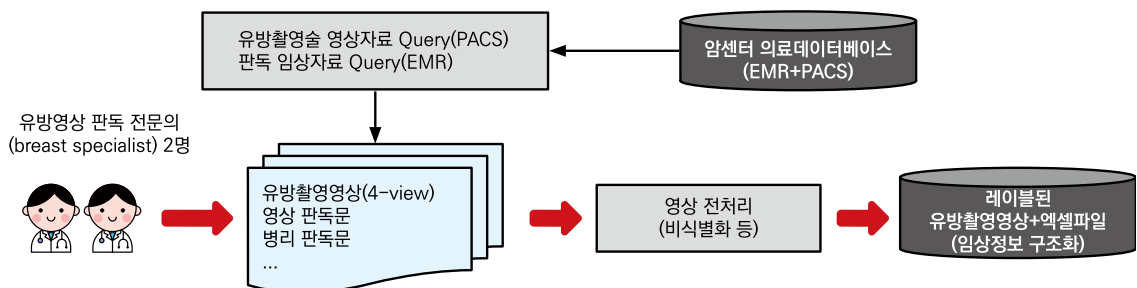 유방촬영술 영상자료 Query(PACS)
판독 임상자료 Query(EMR)
암센터 의료데이터베이스
(EMR+PACS)
유방영상 판독 전문의
(breast specialist) 2명
유방촬영영상(4-view)
영상 판독문
병리 판독문
...
영상 전처리
(비식별화 등)
레이블된
유방촬영영상+엑셀파일
(임상정보 구조화)